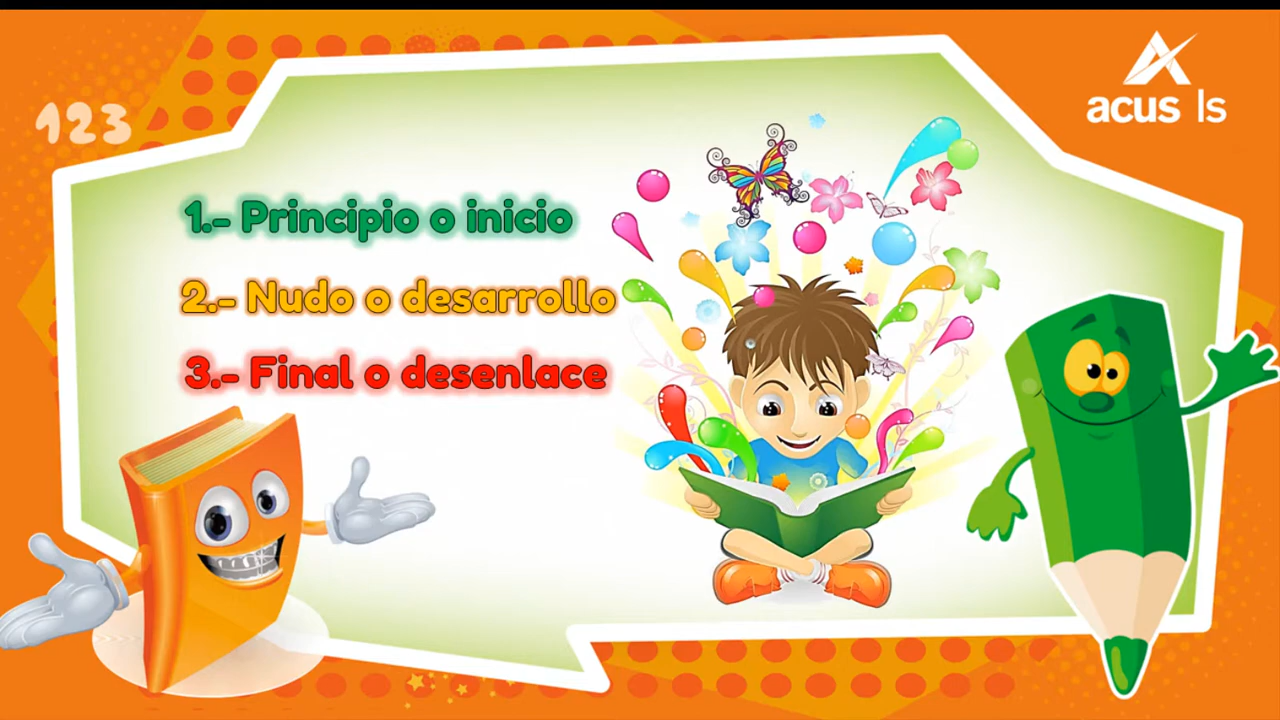 123
acus ls
1.- Principio o inicio
2.- Nudo o desarrollo
3.- Final o desenlace